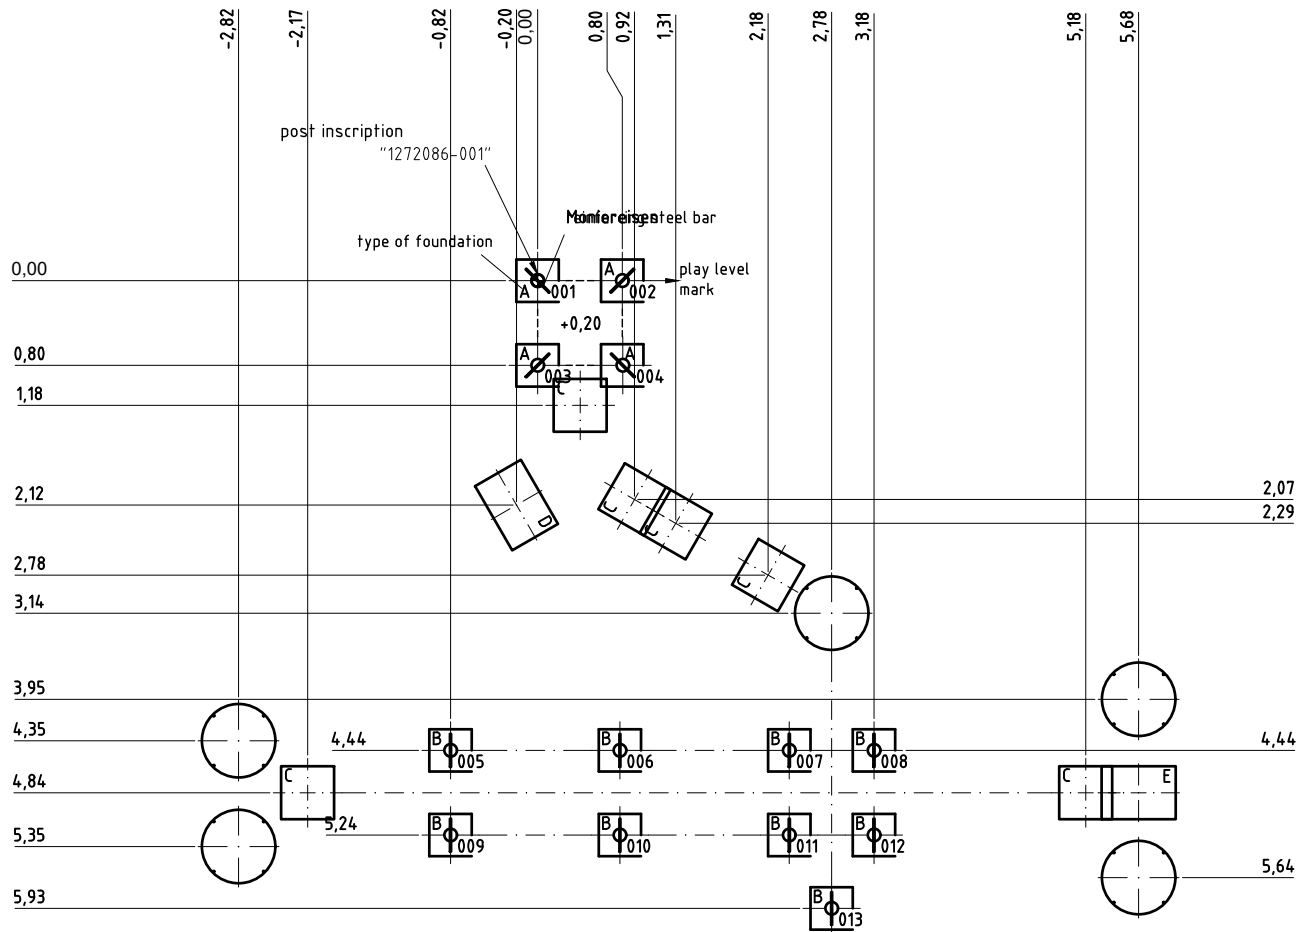 -2,82
-2,17
-0,82
-0,20
0,00
0,80
0,92
1,31
2,18
2,78
3,18
5,18
5,68
post inscription
"1272086-001"
steel bar
type of foundation
0,00
A 001
A
002
play level
mark
+0,20
0,80
A
003
A
004
1,18
C
2,12
D
C
C
2,07
2,29
2,78
C
3,14
3,95
4,35
4,44
B
005
B
006
B
007
B
008
4,44
4,84
C
C
E
5,35
5,24
B
009
B
010
B
011
B
012
5,64
5,93
B
013